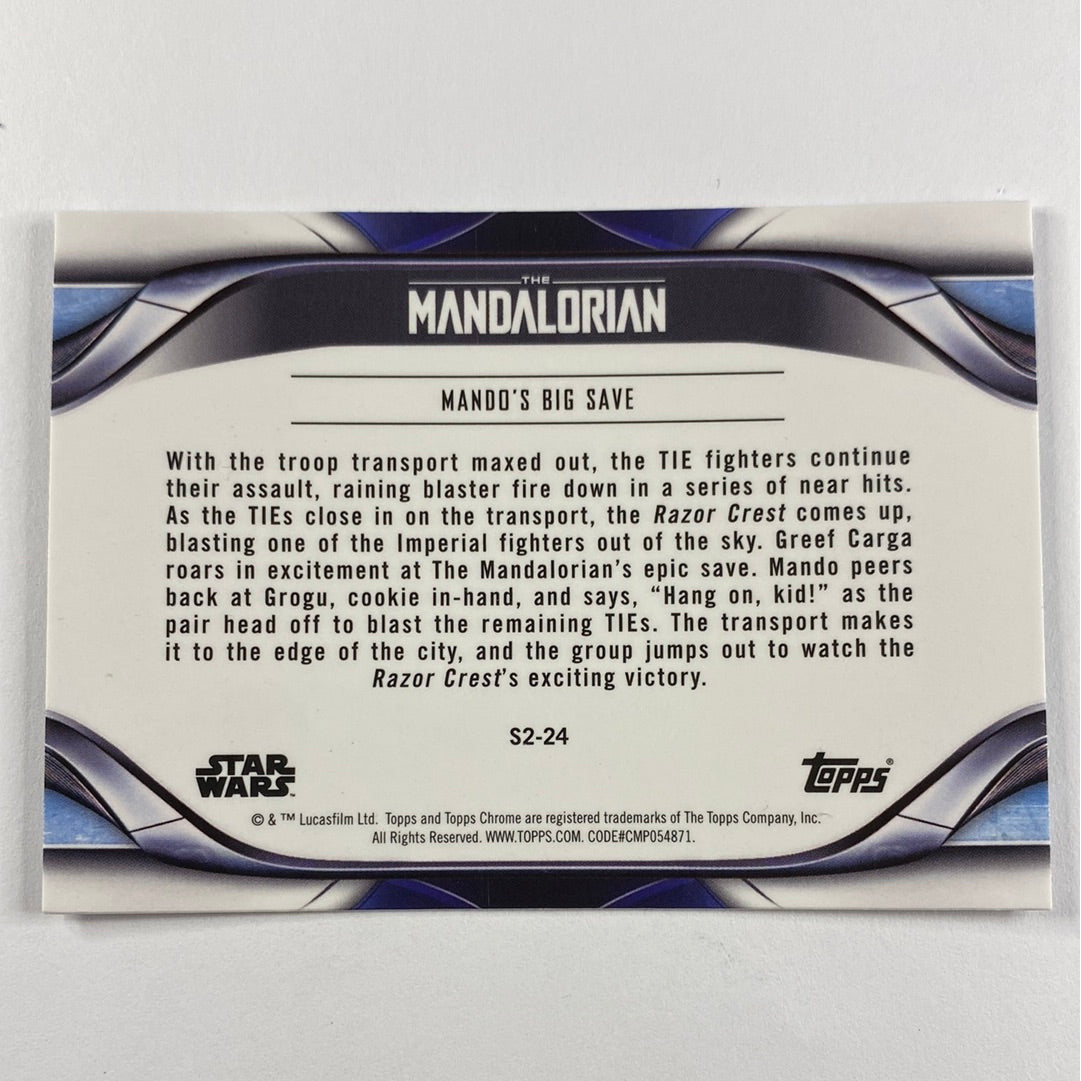 THE
MANDALORIAN
MANDO'S BIG SAVE
With the troop transport maxed out, the TIE fighters continue
their assault, raining blaster fire down in a series of near hits.
As the TIEs close in on the transport, the Razor Crest comes up,
blasting one of the Imperial fighters out of the sky. Greef Carga
roars in excitement at The Mandalorian's epic save. Mando peers
back at Grogu, cookie in-hand, and says, “Hang on, kid!” as the
pair head off to blast the remaining TIEs. The transport makes
it to the edge of the city, and the group jumps out to watch the
Razor Crest's exciting victory.
S2-24
STAR
WARS™
TOPPS®
© & ™ Lucasfilm Ltd. Topps and Topps Chrome are registered trademarks of The Topps Company, Inc.
All Rights Reserved. WWW.TOPPS.COM. CODE#CMP054871.